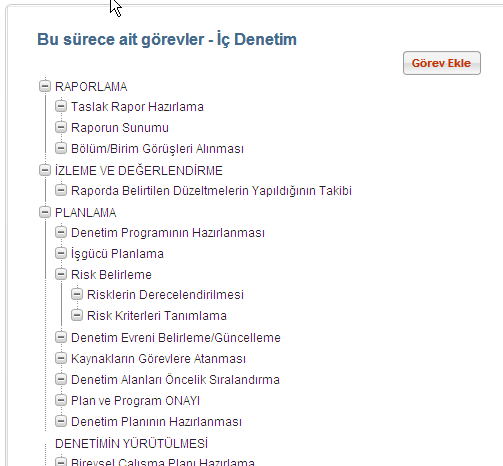 Bu sürece ait görevler - İç Denetim
Görev Ekle
RAPORLAMA
Taslak Rapor Hazırlama
Raporun Sunumu
Bölüm/Birim Görüşleri Alınması
İZLEME VE DEĞERLENDİRME
Raporda Belirtilen Düzeltmelerin Yapıldığının Takibi
PLANLAMA
Denetim Programının Hazırlanması
İşgücü Planlama
Risk Belirleme
Risklerin Derecelendirilmesi
Risk Kriterleri Tanımlama
Denetim Evreni Belirleme/Güncelleme
Kaynakların Görevlere Atanması
Denetim Alanları Öncelik Sıralandırma
Plan ve Program ONAYI
Denetim Planının Hazırlanması
DENETİMİN YÜRÜTÜLMESİ
Bireysel Çalışma Planı Hazırlama